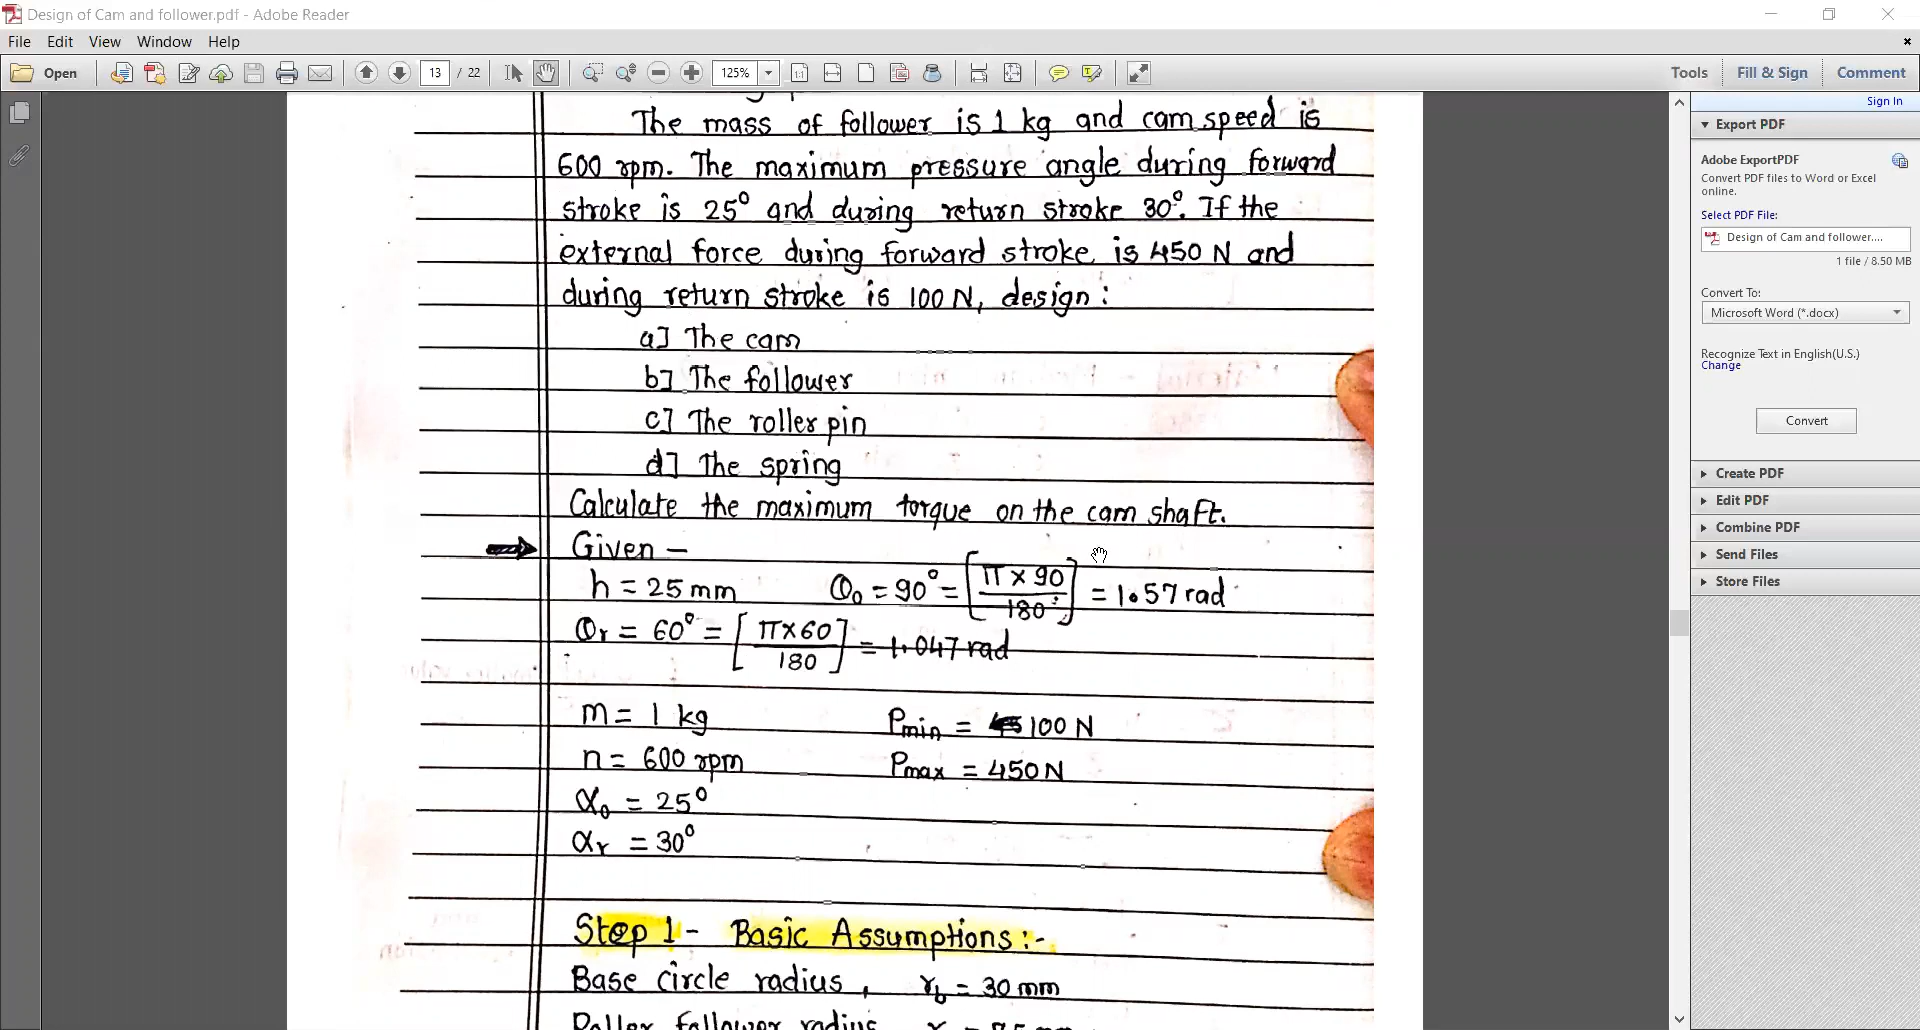 Design of Cam and follower.pdf - Adobe Reader
File Edit View Window Help
Open 13 / 22 125% Tools Fill & Sign Comment
The mass of follower is 1 kg and cam speed is
600 rpm. The maximum pressure angle during forward
stroke is 25° and during return stroke 30°. If the
external force during forward stroke is 450 N and
during return stroke is 100 N, design :
a] The cam
b] The follower
c] The roller pin
d] The spring
Calculate the maximum torque on the cam shaft.
Given —
h = 25 mm θo = 90° = [π × 90 / 180] = 1.57 rad
θr = 60° = [π×60 / 180] = 1.047 rad
m = 1 kg Pmin = 100 N
n = 600 rpm Pmax = 450 N
αo = 25°
αr = 30°
Step 1 - Basic Assumptions :-
Base circle radius, rb = 30 mm
Roller follower radius,
Sign In
Export PDF
Adobe ExportPDF
Convert PDF files to Word or Excel
online.
Select PDF File:
Design of Cam and follower....
1 file / 8.50 MB
Convert To:
Microsoft Word (*.docx)
Recognize Text in English(U.S.)
Change
Convert
Create PDF
Edit PDF
Combine PDF
Send Files
Store Files